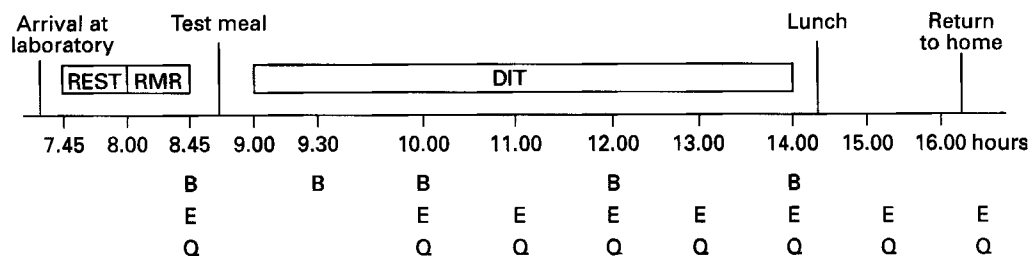 Arrival at laboratory Test meal Lunch Return to home
REST RMR DIT
7.45 8.00 8.45 9.00 9.30 10.00 11.00 12.00 13.00 14.00 15.00 16.00 hours
B B B B B
E E E E E E E E
Q Q Q Q Q Q Q Q